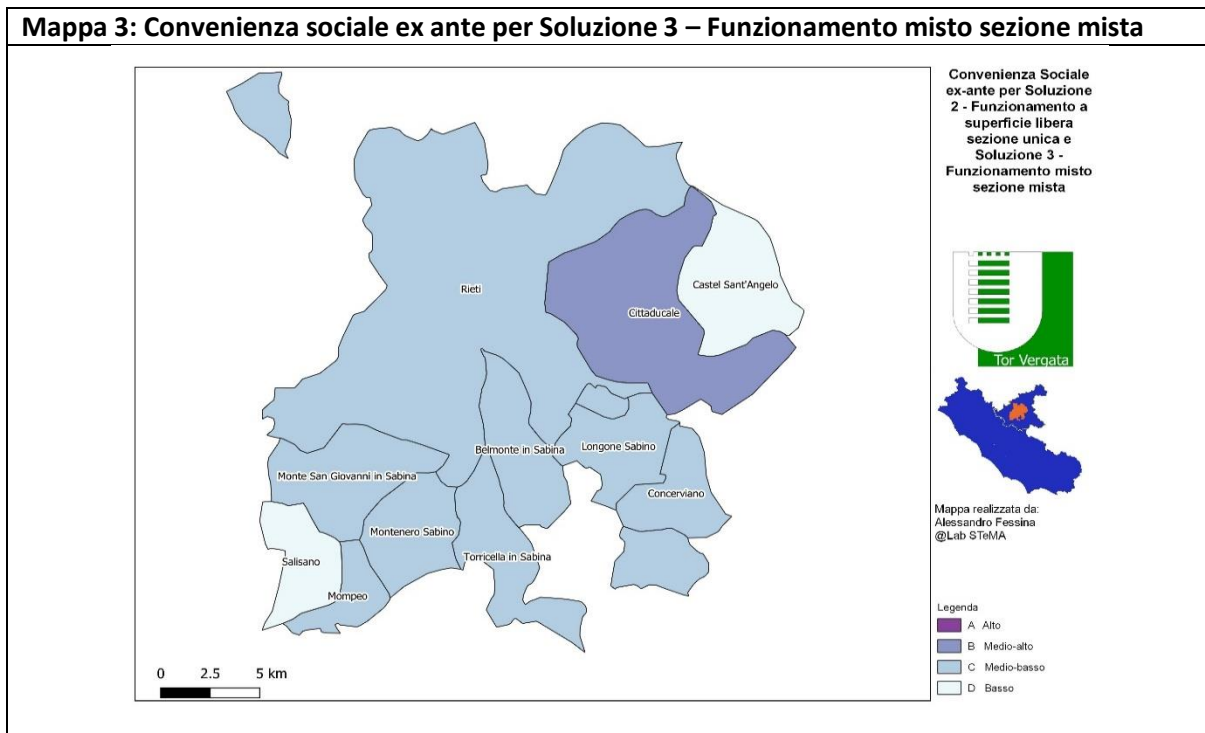 Mappa 3: Convenienza sociale ex ante per Soluzione 3 – Funzionamento misto sezione mista
Convenienza Sociale
ex-ante per Soluzione
2 - Funzionamento a
superficie libera
sezione unica e
Soluzione 3 -
Funzionamento misto
sezione mista
Rieti
Cittaducale
Castel Sant'Angelo
Tor Vergata
Belmonte in Sabina
Longone Sabino
Monte San Giovanni in Sabina
Concerviano
Montenero Sabino
Torricella in Sabina
Salisano
Mompeo
Mappa realizzata da:
Alessandro Fessina
@Lab STeMA
Legenda
A Alto
B Medio-alto
C Medio-basso
D Basso
0 2.5 5 km